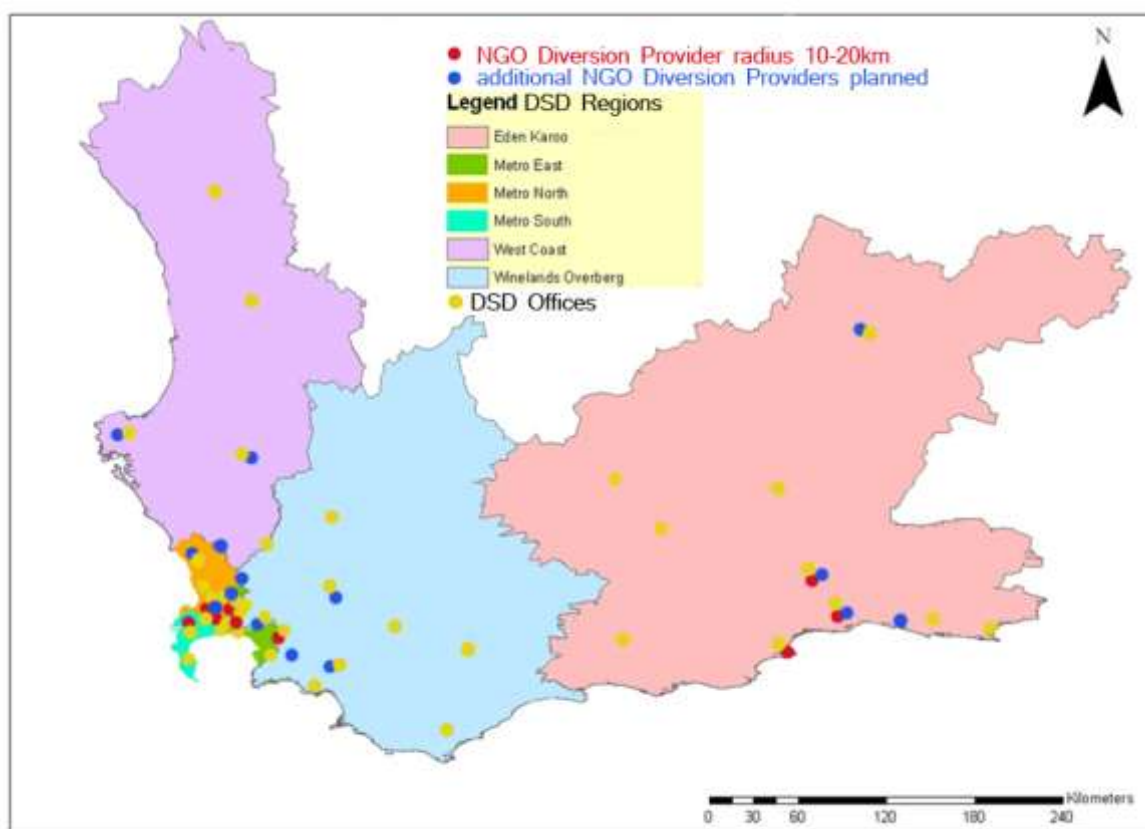 N
NGO Diversion Provider radius 10-20km
additional NGO Diversion Providers planned
Legend DSD Regions
Eden Karoo
Metro East
Metro North
Metro South
West Coast
Winelands Overberg
DSD Offices
Kilometers
0 15 30 60 120 180 240